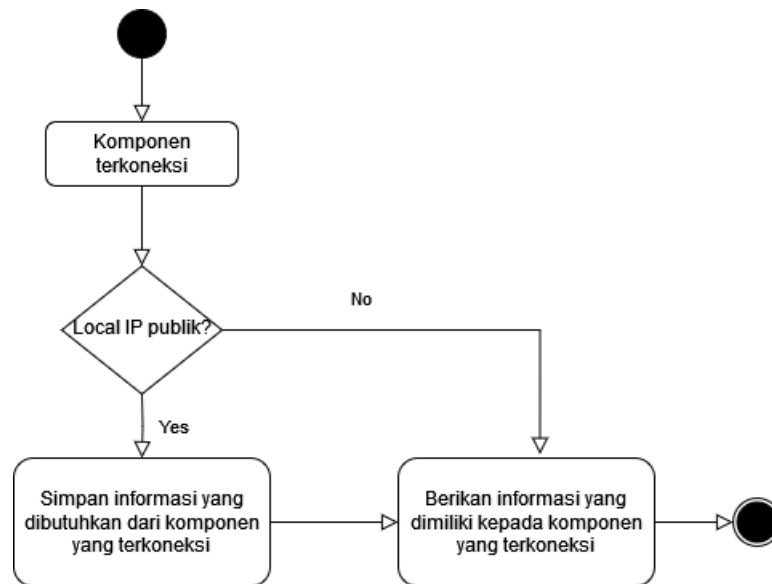 Komponen
terkoneksi
No
Local IP publik?
Yes
Simpan informasi yang
dibutuhkan dari komponen
yang terkoneksi
Berikan informasi yang
dimiliki kepada komponen
yang terkoneksi